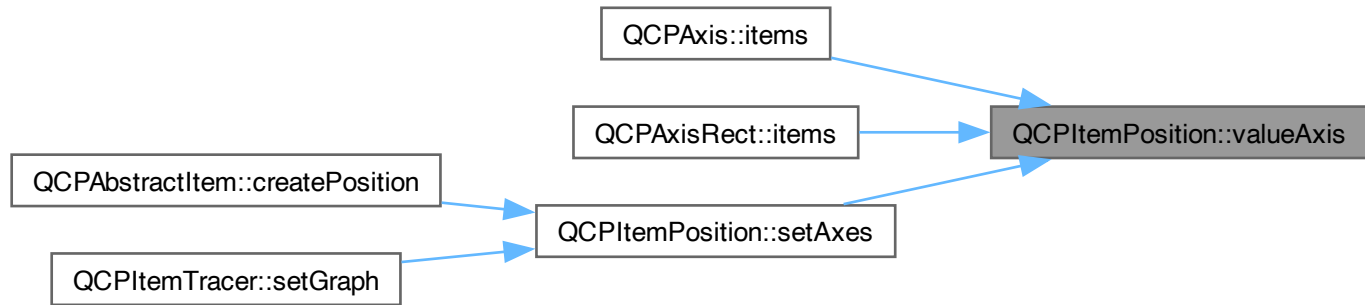 QCPAxis::items
QCPAxisRect::items
QCPItemPosition::valueAxis
QCPAbstractItem::createPosition
QCPItemPosition::setAxes
QCPItemTracer::setGraph